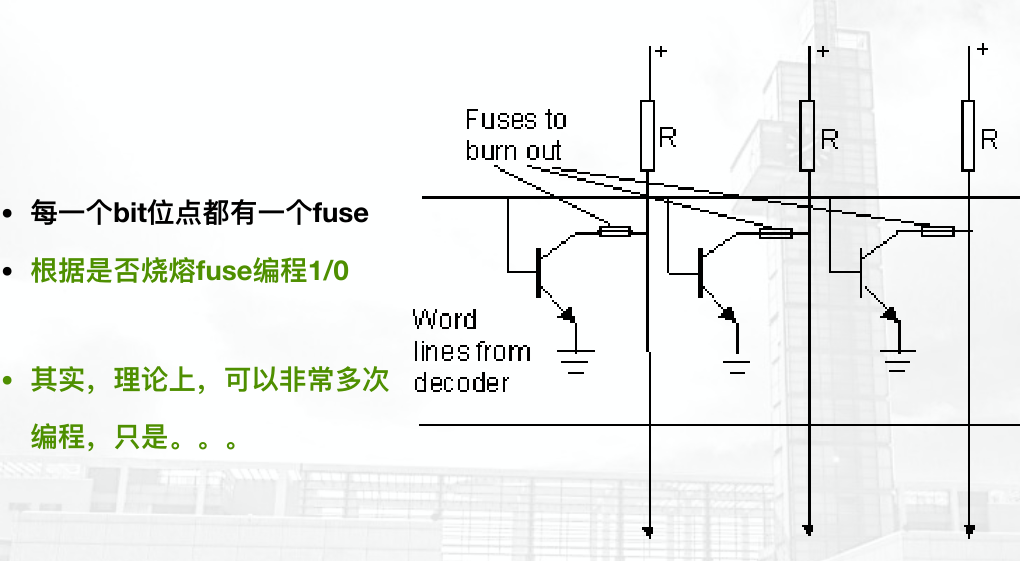 每一个bit位点都有一个fuse
根据是否烧熔fuse编程1/0
其实，理论上，可以非常多次
编程，只是。。。
Fuses to
burn out
+
+
+
R
R
R
Word
lines from
decoder